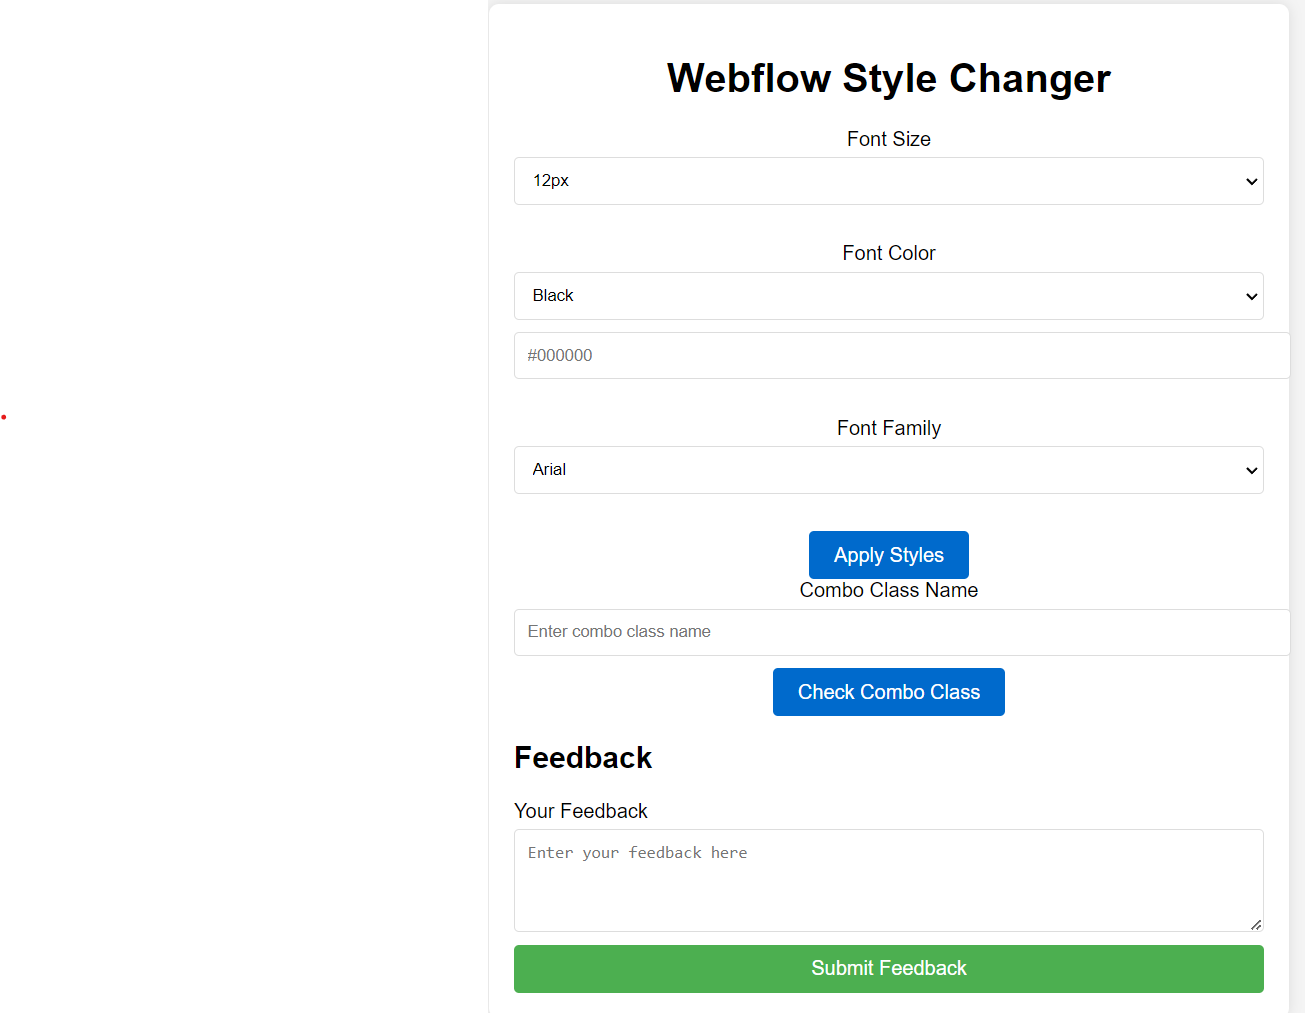 Webflow Style Changer
Font Size
12px
Font Color
Black
#000000
Font Family
Arial
Apply Styles
Combo Class Name
Enter combo class name
Check Combo Class
Feedback
Your Feedback
Enter your feedback here
Submit Feedback